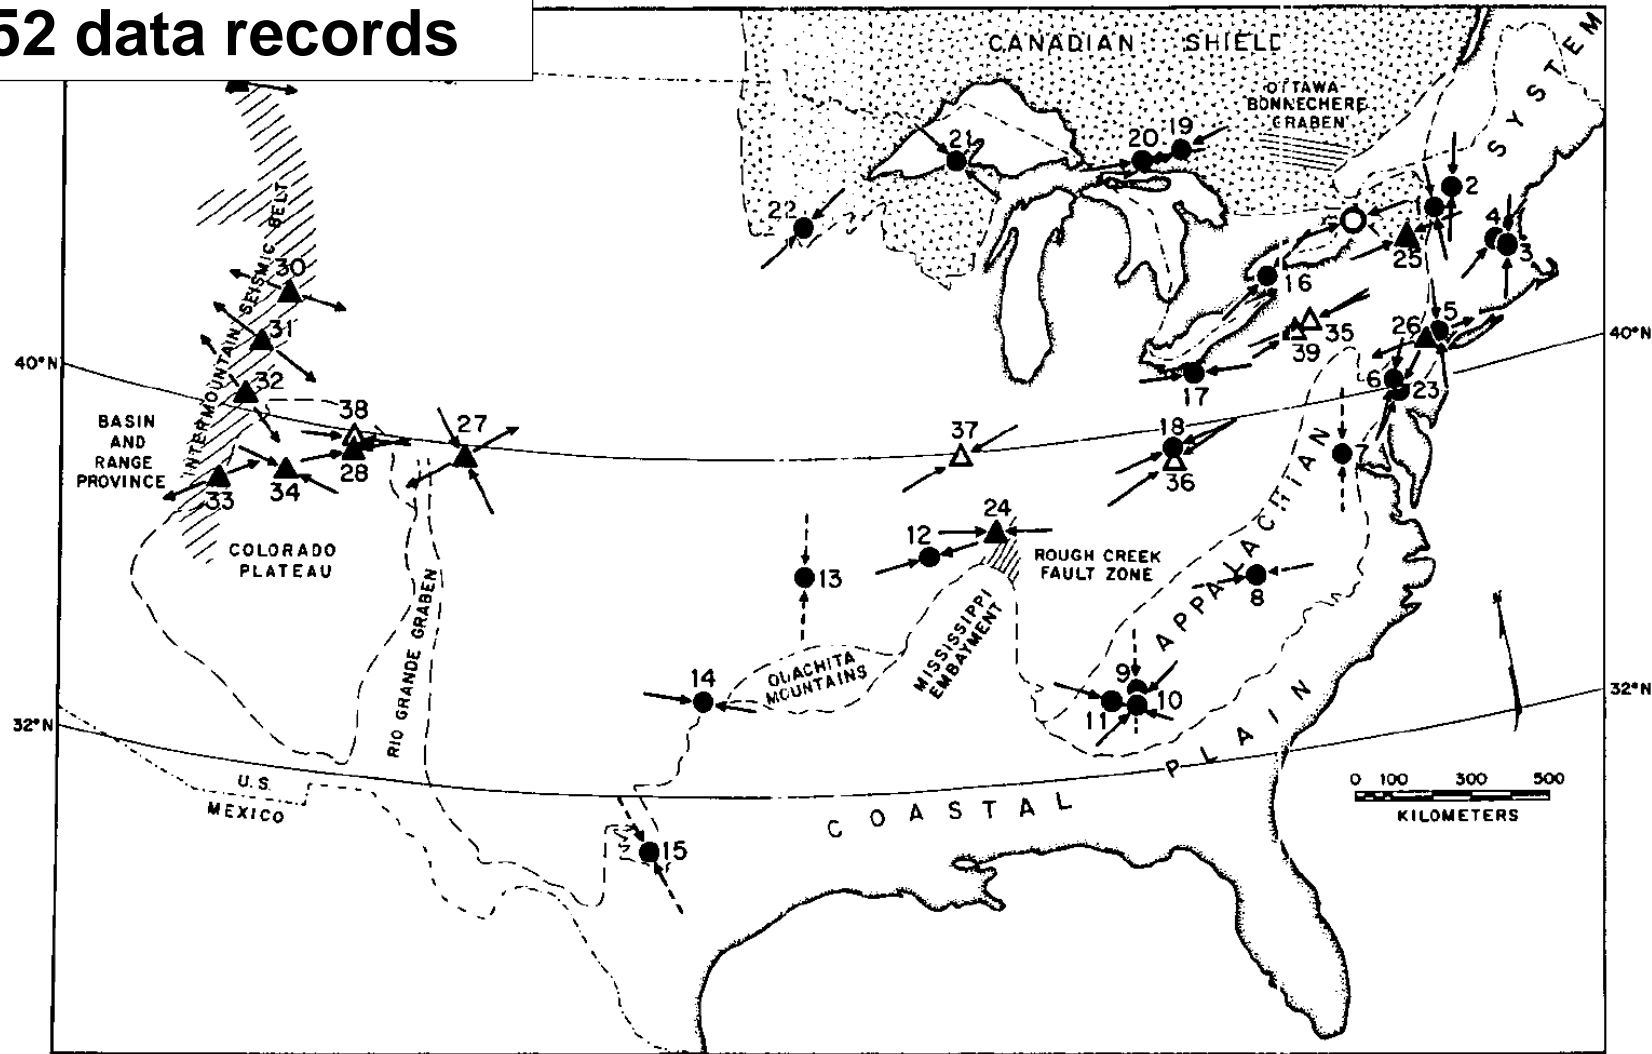 52 data records
CANADIAN SHIELD
OTTAWA-
BONNECHERE
GRABEN
SYSTEM
19
20
21
2
22
1
4
3
25
INTERMOUNTAIN SEISMIC BELT
30
16
31
5
26
35
39
40°N
40°N
32
6
23
17
38
27
BASIN
AND
RANGE
PROVINCE
37
18
7
28
36
34
33
24
12
COLORADO
PLATEAU
ROUGH CREEK
FAULT ZONE
13
8
APPALACHIAN
RIO GRANDE GRABEN
MISSISSIPPI
EMBAYMENT
OUACHITA
MOUNTAINS
14
9
10
11
32°N
32°N
U.S.
MEXICO
COASTAL PLAIN
0 100 300 500
KILOMETERS
15